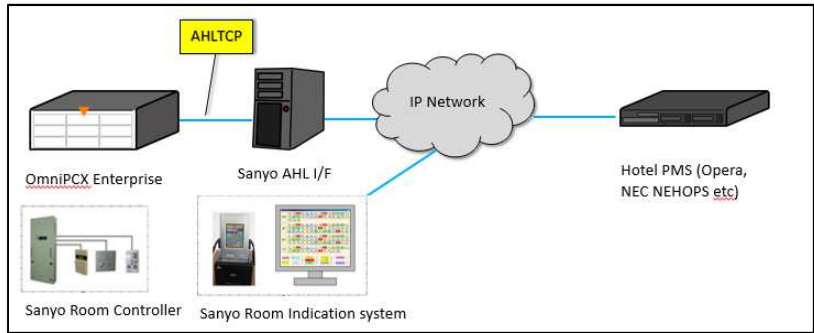 AHLTCP
IP Network
OmniPCX Enterprise
Sanyo AHL I/F
Hotel PMS (Opera,
NEC NEHOPS etc)
Sanyo Room Controller
Sanyo Room Indication system